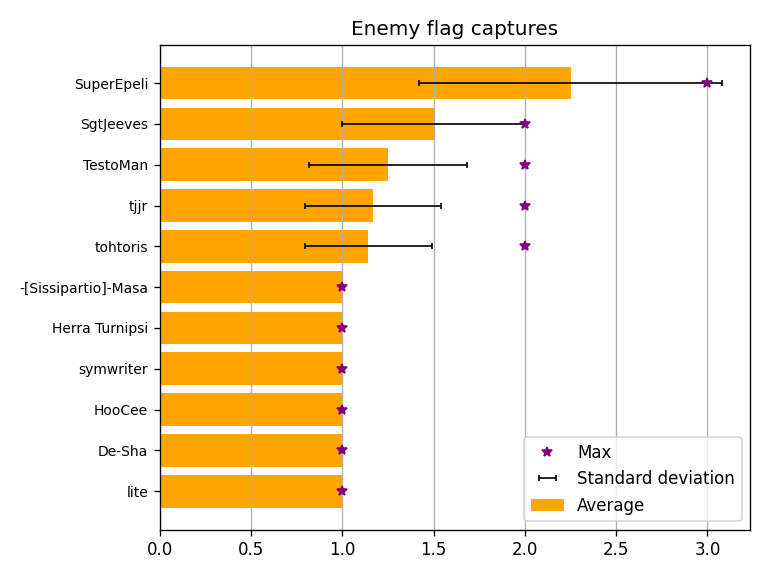 Enemy flag captures
SuperEpeli
SgtJeeves
TestoMan
tjjr
tohtoris
-[Sissipartio]-Masa
Herra Turnipsi
symwriter
HooCee
De-Sha
lite
Max
Standard deviation
Average
0.0 0.5 1.0 1.5 2.0 2.5 3.0